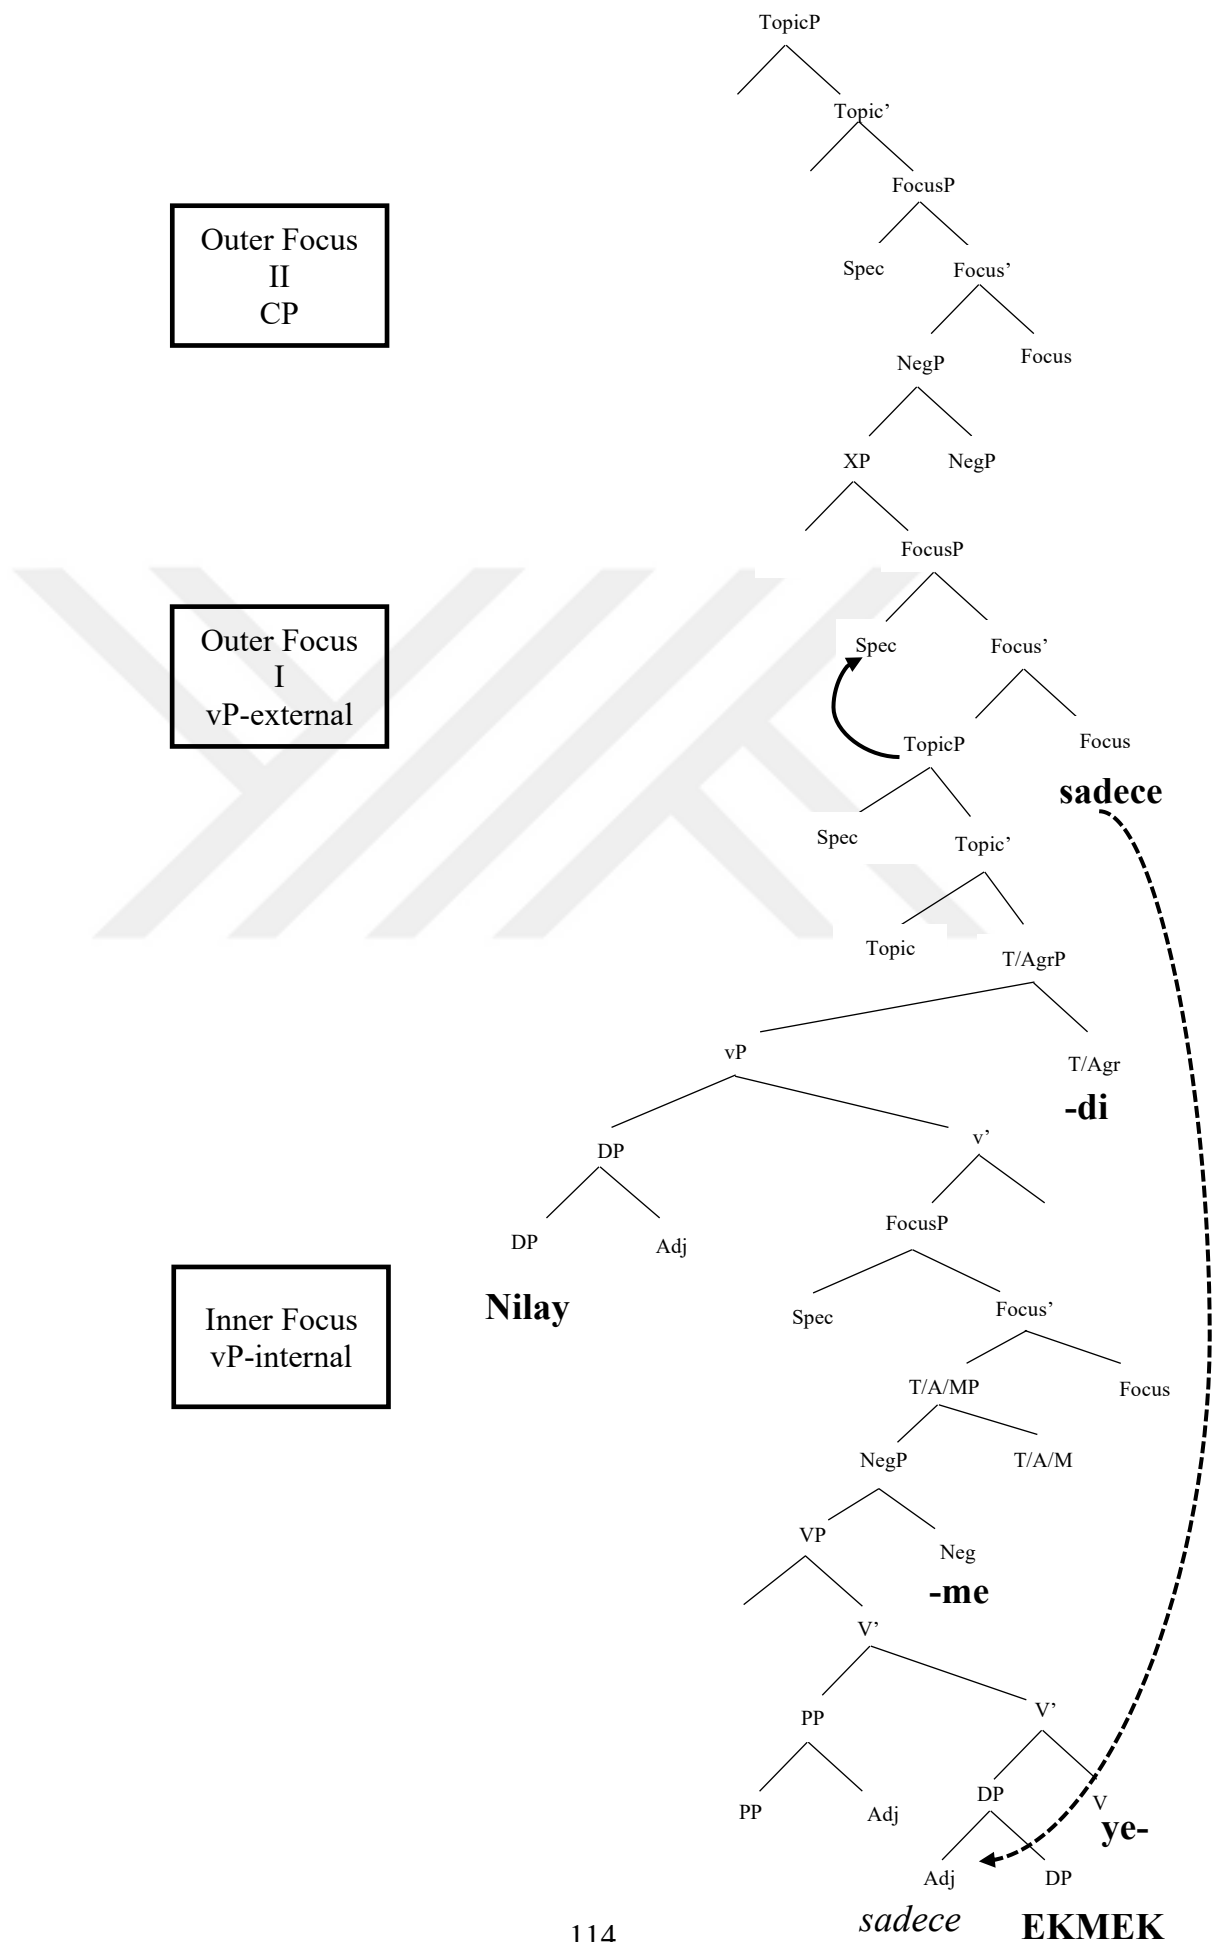 TopicP
Topic’
FocusP
Outer Focus
II
CP
Spec Focus’
NegP Focus
XP NegP
FocusP
Outer Focus
I
vP-external
Spec Focus’
TopicP Focus
sadece
Spec Topic’
Topic T/AgrP
vP T/Agr
-di
DP v’
DP Adj FocusP
Nilay
Inner Focus
vP-internal
Spec Focus’
T/A/MP Focus
NegP T/A/M
VP Neg
-me
V’
PP V’
PP Adj DP V
ye-
Adj DP
sadece EKMEK
114